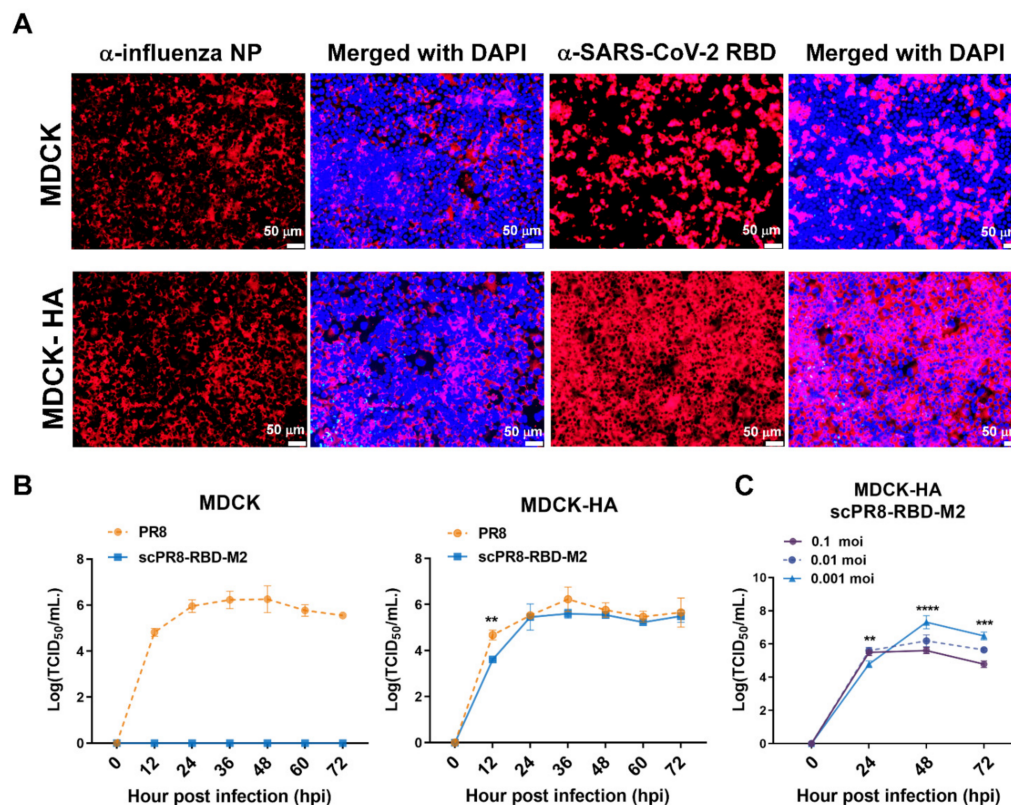 A
α-influenza NP
Merged with DAPI
α-SARS-CoV-2 RBD
Merged with DAPI
MDCK
50 μm
50 μm
50 μm
50 μm
MDCK- HA
50 μm
50 μm
50 μm
50 μm
B
MDCK
PR8
scPR8-RBD-M2
Log(TCID50/mL.)
8
6
4
2
0
0
12
24
36
48
60
72
Hour post infection (hpi)
MDCK-HA
PR8
scPR8-RBD-M2
**
Log(TCID50/mL.)
8
6
4
2
0
0
12
24
36
48
60
72
Hour post infection (hpi)
C
MDCK-HA
scPR8-RBD-M2
0.1 moi
0.01 moi
0.001 moi
**
****
***
Log(TCID50/mL.)
10
8
6
4
2
0
0
24
48
72
Hour post infection (hpi)